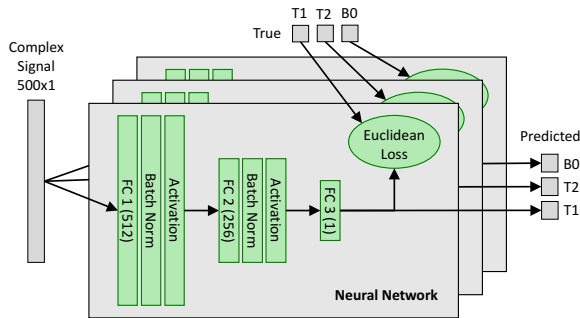 T1 T2 B0
True
Complex
Signal
500x1
Euclidean
Loss
Predicted
B0
T2
T1
FC 1 (512)
Batch Norm
Activation
FC 2 (256)
Batch Norm
Activation
FC 3 (1)
Neural Network